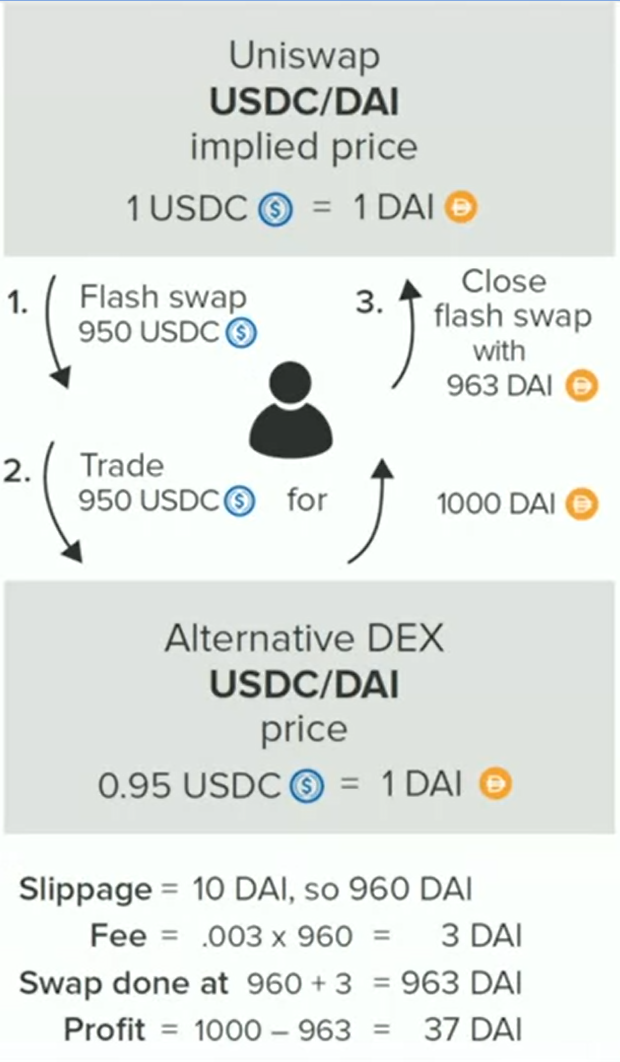 Uniswap
USDC/DAI
implied price
1 USDC $ = 1 DAI
1.
Flash swap
950 USDC $
3.
Close
flash swap
with
963 DAI
2.
Trade
950 USDC $ for
1000 DAI
Alternative DEX
USDC/DAI
price
0.95 USDC $ = 1 DAI
Slippage = 10 DAI, so 960 DAI
Fee = .003 x 960 = 3 DAI
Swap done at 960 + 3 = 963 DAI
Profit = 1000 – 963 = 37 DAI